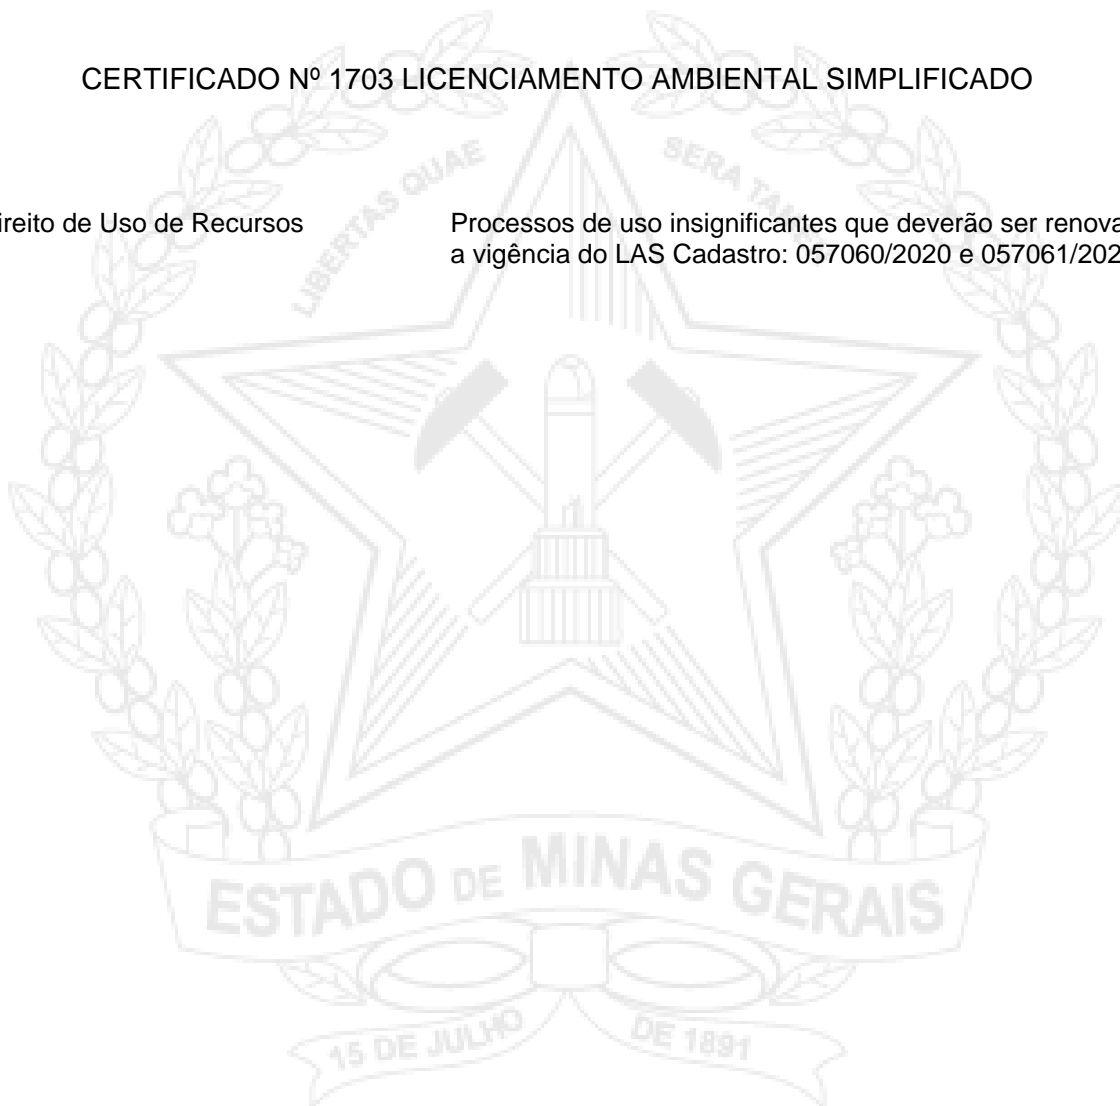 CERTIFICADO Nº 1703 LICENCIAMENTO AMBIENTAL SIMPLIFICADO
LIBERTAS QUAE SERA TAMEN
ireito de Uso de Recursos
Processos de uso insignificantes que deverão ser renova
a vigência do LAS Cadastro: 057060/2020 e 057061/202
ESTADO DE MINAS GERAIS
15 DE JULHO DE 1891